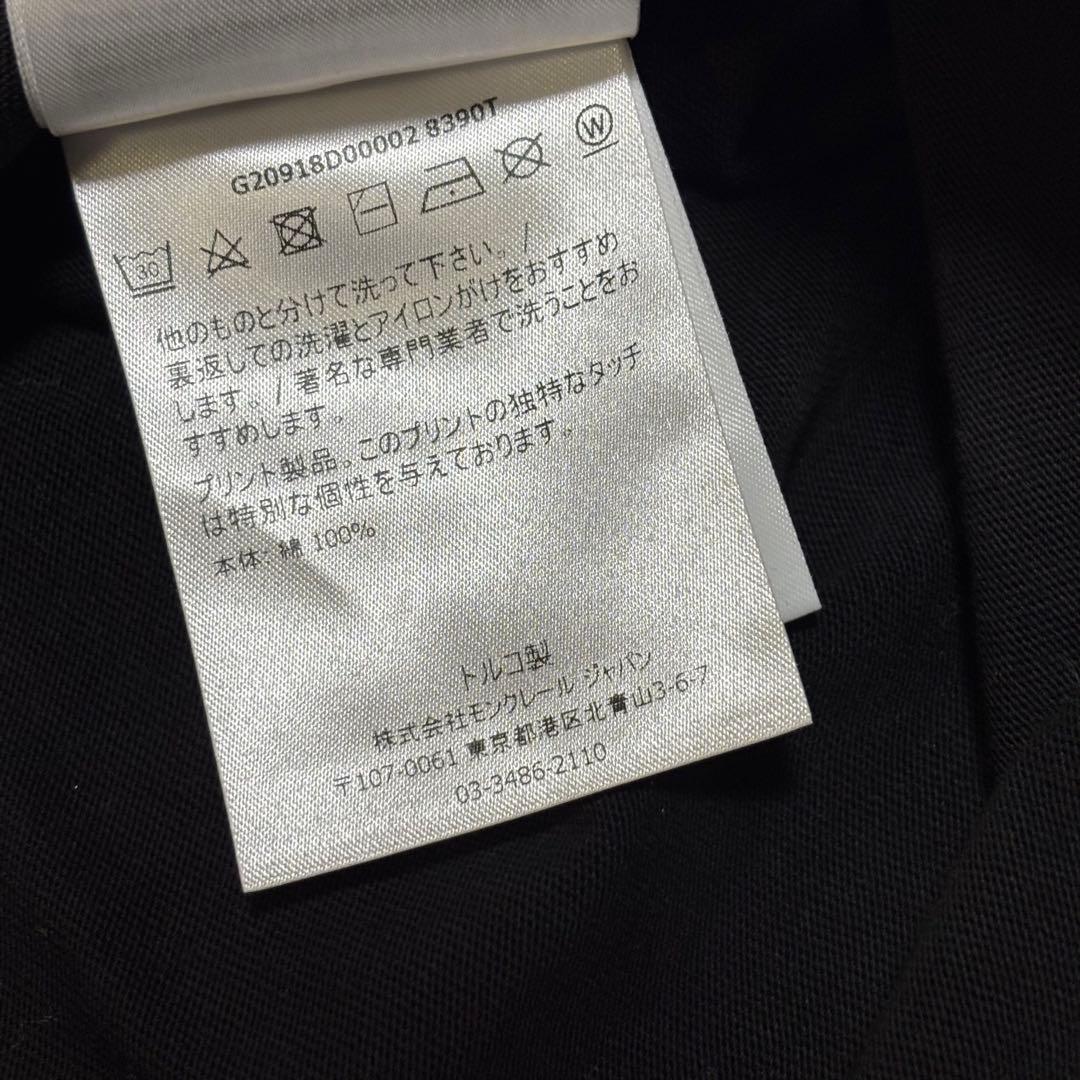 G20918D00002 8390T
30
W
他のものと分けて洗って下さい。/
裏返しての洗濯とアイロンがけをおすすめ
します。/著名な専門業者で洗うことをお
すすめします。
プリント製品。このプリントの独特なタッチ
は特別な個性を与えております。
本体: 綿 100%
トルコ製
株式会社モンクレール ジャパン
〒107-0061 東京都港区北青山3-6-7
03-3486-2110